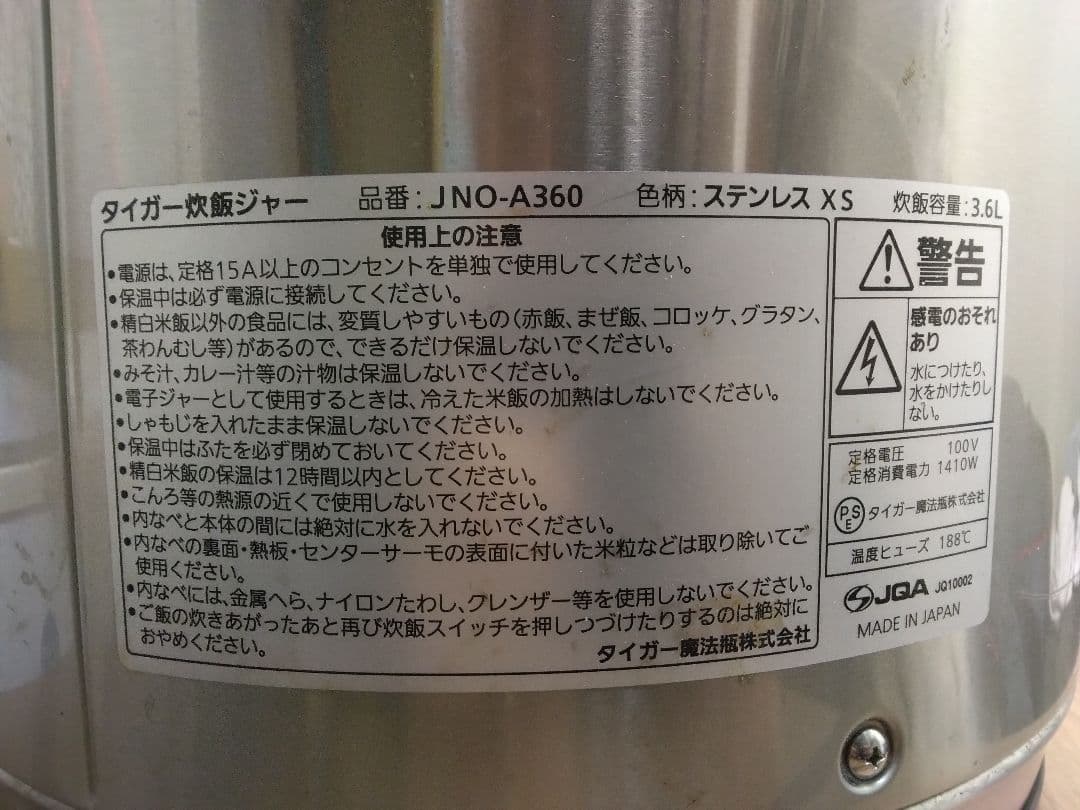 タイガー炊飯ジャー 品番:JNO-A360 色柄:ステンレス XS 炊飯容量:3.6L
使用上の注意
•電源は、定格15A以上のコンセントを単独で使用してください。
•保温中は必ず電源に接続してください。
•精白米飯以外の食品には、変質しやすいもの(赤飯、まぜ飯、コロッケ、グラタン、
茶わんむし等)があるので、できるだけ保温しないでください。
•みそ汁、カレー汁等の汁物は保温しないでください。
•電子ジャーとして使用するときは、冷えた米飯の加熱はしないでください。
•しゃもじを入れたまま保温しないでください。
•保温中はふたを必ず閉めておいてください。
•精白米飯の保温は12時間以内としてください。
•こんろ等の熱源の近くで使用しないでください。
•内なべと本体の間には絶対に水を入れないでください。
•内なべの裏面・熱板・センターサーモの表面に付いた米粒などは取り除いてご
使用ください。
•内なべには、金属へら、ナイロンたわし、クレンザー等を使用しないでください。
•ご飯の炊きあがったあと再び炊飯スイッチを押しつづけたりするのは絶対に
おやめください。
タイガー魔法瓶株式会社
警告
感電のおそれ
あり
水につけたり、
水をかけたりし
ない。
定格電圧 100V
定格消費電力 1410W
PSE タイガー魔法瓶株式会社
温度ヒューズ 188℃
JQA JQ10002
MADE IN JAPAN